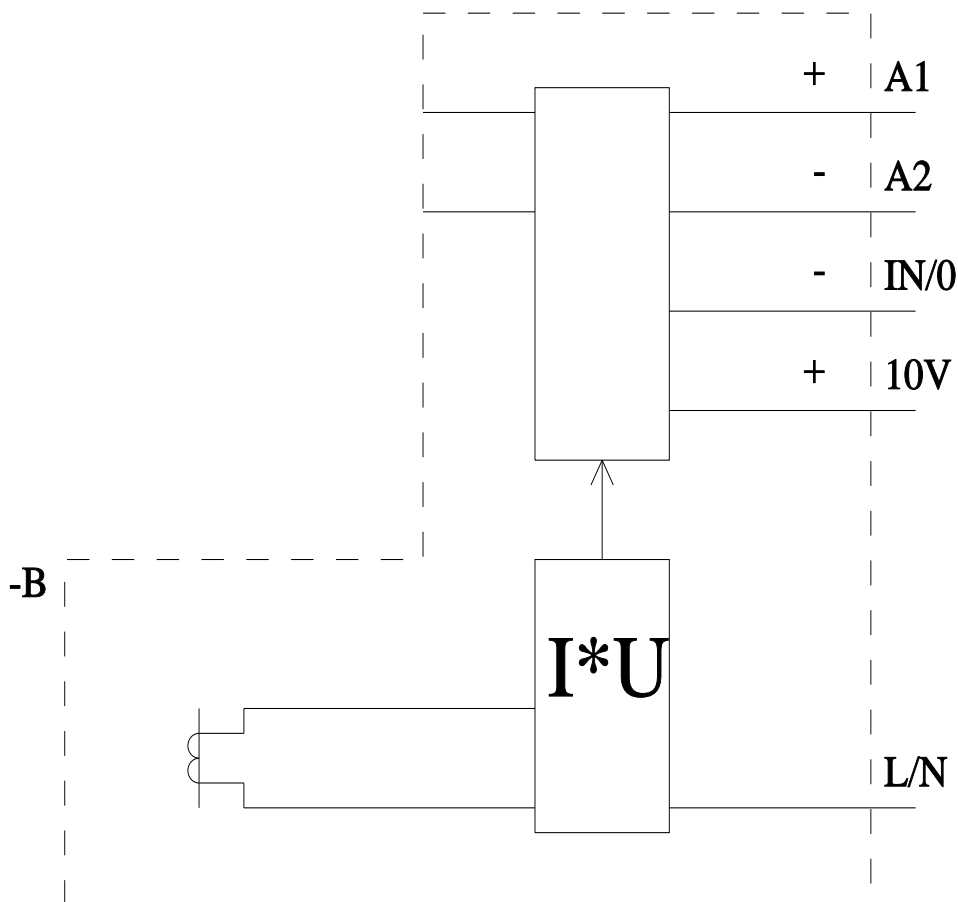 + A1
- A2
- IN/0
+ 10V
-B
I*U
L/N